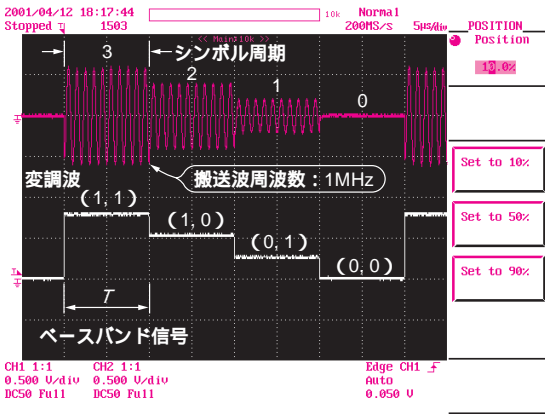 2001/04/12 18:17:44 10k Normal
Stopped 1503 200MS/s 5μs/div
<< Main:10k >>
POSITION
Position
10.0%
Set to 10%
Set to 50%
Set to 90%
3 シンボル周期
2
1
0
変調波
搬送波周波数：1MHz
(1, 1)
(1, 0)
(0, 1)
(0, 0)
T
ベースバンド信号
CH1 1:1 CH2 1:1 Edge CH1
0.500 V/div 0.500 V/div Auto
DC50 Full DC50 Full 0.050 V